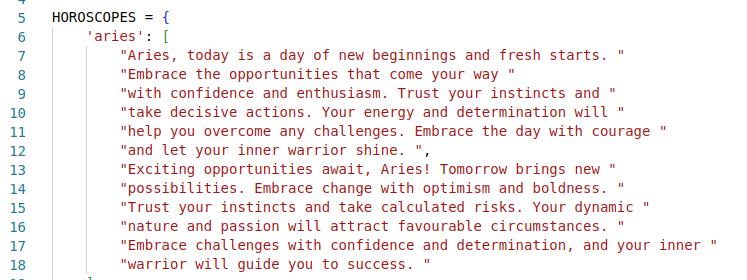 5 HOROSCOPES = {
6 'aries': [
7 "Aries, today is a day of new beginnings and fresh starts. "
8 "Embrace the opportunities that come your way "
9 "with confidence and enthusiasm. Trust your instincts and "
10 "take decisive actions. Your energy and determination will "
11 "help you overcome any challenges. Embrace the day with courage "
12 "and let your inner warrior shine. ",
13 "Exciting opportunities await, Aries! Tomorrow brings new "
14 "possibilities. Embrace change with optimism and boldness. "
15 "Trust your instincts and take calculated risks. Your dynamic "
16 "nature and passion will attract favourable circumstances. "
17 "Embrace challenges with confidence and determination, and your inner "
18 "warrior will guide you to success. "